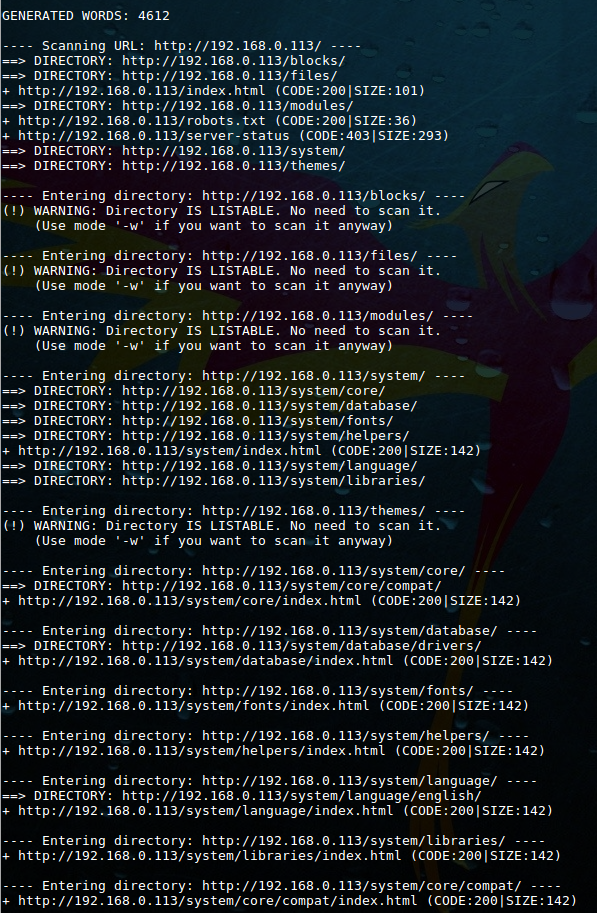 GENERATED WORDS: 4612
---- Scanning URL: http://192.168.0.113/ ----
==> DIRECTORY: http://192.168.0.113/blocks/
==> DIRECTORY: http://192.168.0.113/files/
+ http://192.168.0.113/index.html (CODE:200|SIZE:101)
==> DIRECTORY: http://192.168.0.113/modules/
+ http://192.168.0.113/robots.txt (CODE:200|SIZE:36)
+ http://192.168.0.113/server-status (CODE:403|SIZE:293)
==> DIRECTORY: http://192.168.0.113/system/
==> DIRECTORY: http://192.168.0.113/themes/
---- Entering directory: http://192.168.0.113/blocks/ ----
(!) WARNING: Directory IS LISTABLE. No need to scan it.
(Use mode '-w' if you want to scan it anyway)
---- Entering directory: http://192.168.0.113/files/ ----
(!) WARNING: Directory IS LISTABLE. No need to scan it.
(Use mode '-w' if you want to scan it anyway)
---- Entering directory: http://192.168.0.113/modules/ ----
(!) WARNING: Directory IS LISTABLE. No need to scan it.
(Use mode '-w' if you want to scan it anyway)
---- Entering directory: http://192.168.0.113/system/ ----
==> DIRECTORY: http://192.168.0.113/system/core/
==> DIRECTORY: http://192.168.0.113/system/database/
==> DIRECTORY: http://192.168.0.113/system/fonts/
==> DIRECTORY: http://192.168.0.113/system/helpers/
+ http://192.168.0.113/system/index.html (CODE:200|SIZE:142)
==> DIRECTORY: http://192.168.0.113/system/language/
==> DIRECTORY: http://192.168.0.113/system/libraries/
---- Entering directory: http://192.168.0.113/themes/ ----
(!) WARNING: Directory IS LISTABLE. No need to scan it.
(Use mode '-w' if you want to scan it anyway)
---- Entering directory: http://192.168.0.113/system/core/ ----
==> DIRECTORY: http://192.168.0.113/system/core/compat/
+ http://192.168.0.113/system/core/index.html (CODE:200|SIZE:142)
---- Entering directory: http://192.168.0.113/system/database/ ----
==> DIRECTORY: http://192.168.0.113/system/database/drivers/
+ http://192.168.0.113/system/database/index.html (CODE:200|SIZE:142)
---- Entering directory: http://192.168.0.113/system/fonts/ ----
+ http://192.168.0.113/system/fonts/index.html (CODE:200|SIZE:142)
---- Entering directory: http://192.168.0.113/system/helpers/ ----
+ http://192.168.0.113/system/helpers/index.html (CODE:200|SIZE:142)
---- Entering directory: http://192.168.0.113/system/language/ ----
==> DIRECTORY: http://192.168.0.113/system/language/english/
+ http://192.168.0.113/system/language/index.html (CODE:200|SIZE:142)
---- Entering directory: http://192.168.0.113/system/libraries/ ----
+ http://192.168.0.113/system/libraries/index.html (CODE:200|SIZE:142)
---- Entering directory: http://192.168.0.113/system/core/compat/ ----
+ http://192.168.0.113/system/core/compat/index.html (CODE:200|SIZE:142)